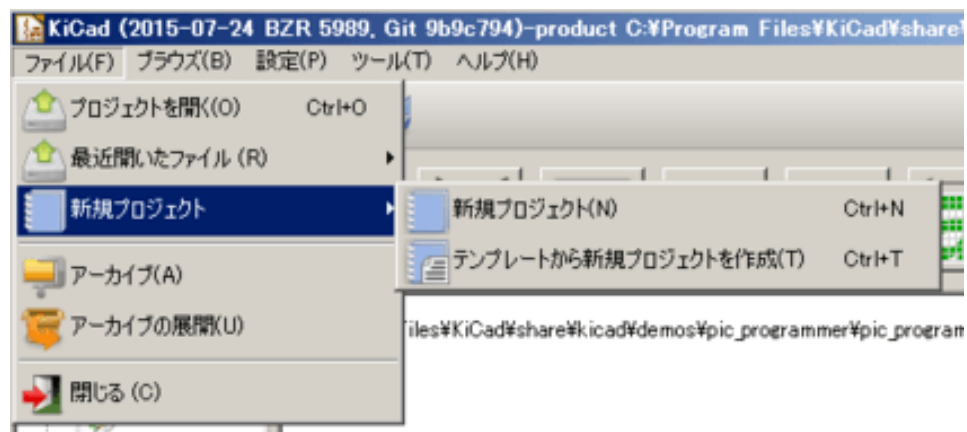 KiCad (2015-07-24 BZR 5989, Git 9b9c794)-product C:¥Program Files¥KiCad¥share¥
ファイル(F) ブラウズ(B) 設定(P) ツール(T) ヘルプ(H)
プロジェクトを開く(O) Ctrl+O
最近開いたファイル (R)
新規プロジェクト
新規プロジェクト(N) Ctrl+N
テンプレートから新規プロジェクトを作成(T) Ctrl+T
アーカイブ(A)
アーカイブの展開(U)
iles¥KiCad¥share¥kicad¥demos¥pic_programmer¥pic_program
閉じる (C)